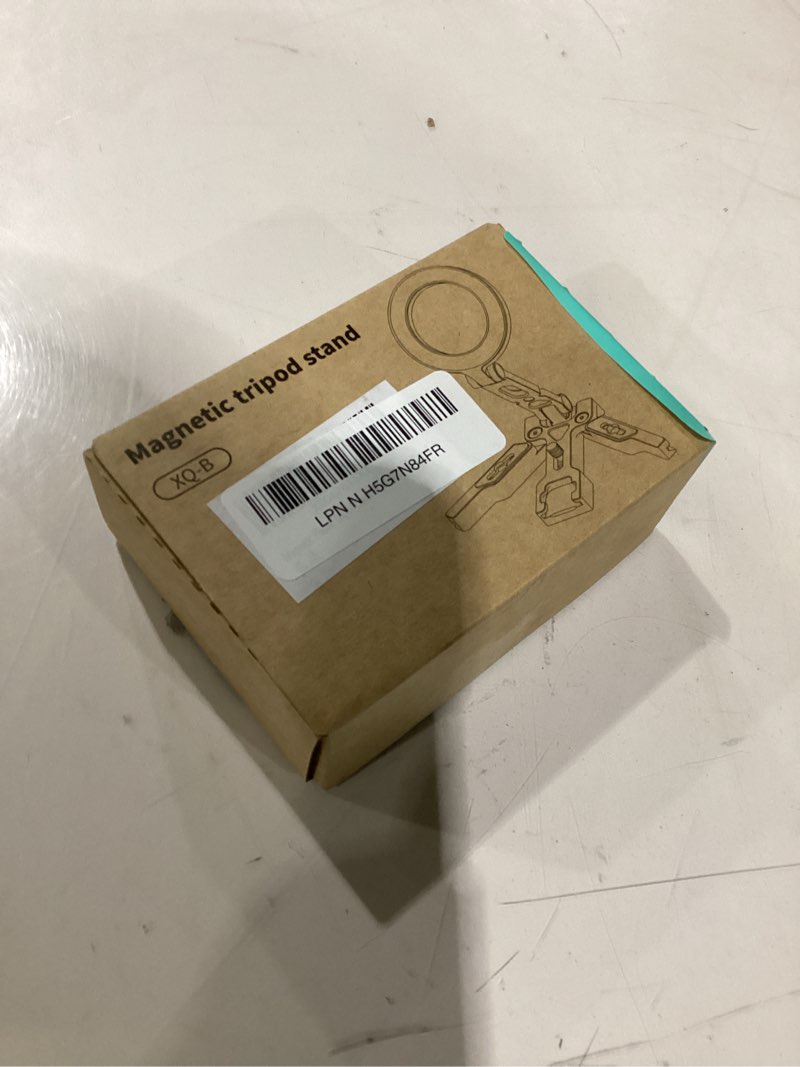 Magnetic tripod stand
XQ-B
LPN N H5G7N84FR